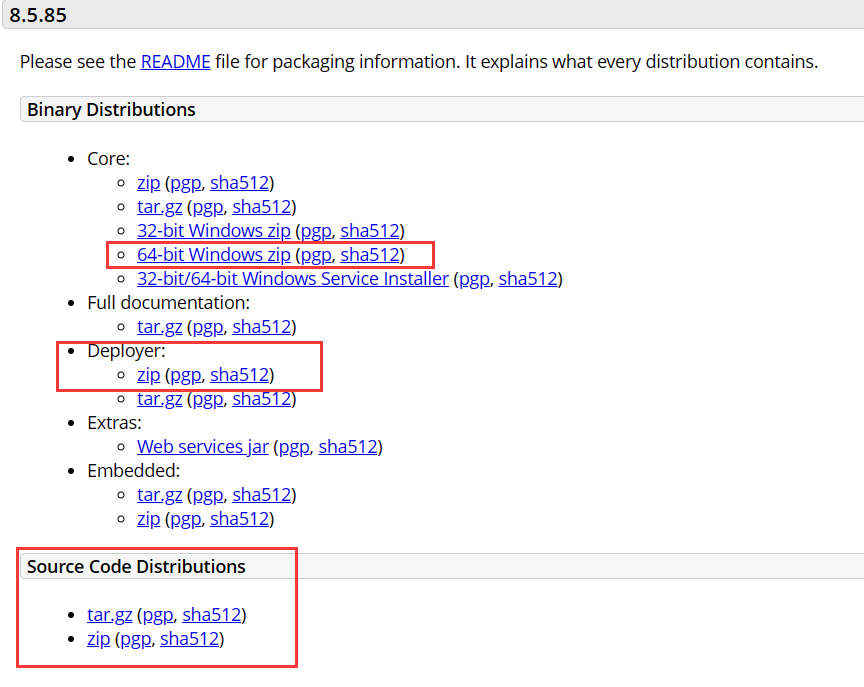 8.5.85
Please see the README file for packaging information. It explains what every distribution contains.
Binary Distributions
Core:
zip (pgp, sha512)
tar.gz (pgp, sha512)
32-bit Windows zip (pgp, sha512)
64-bit Windows zip (pgp, sha512)
32-bit/64-bit Windows Service Installer (pgp, sha512)
Full documentation:
tar.gz (pgp, sha512)
Deployer:
zip (pgp, sha512)
tar.gz (pgp, sha512)
Extras:
Web services jar (pgp, sha512)
Embedded:
tar.gz (pgp, sha512)
zip (pgp, sha512)
Source Code Distributions
tar.gz (pgp, sha512)
zip (pgp, sha512)